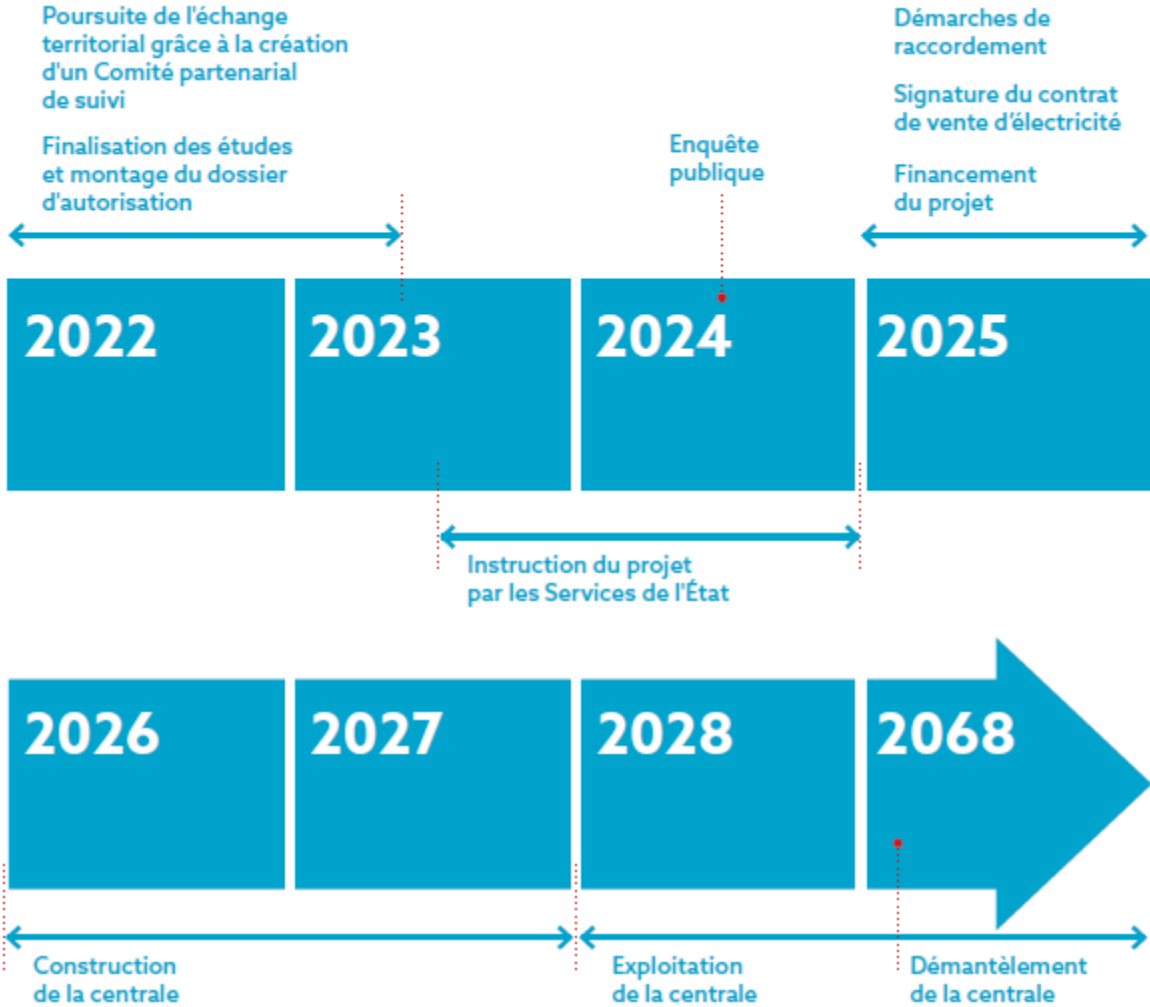 Poursuite de l'échange
territorial grâce à la création
d'un Comité partenarial
de suivi
Finalisation des études
et montage du dossier
d'autorisation
Enquête
publique
Démarches de
raccordement
Signature du contrat
de vente d'électricité
Financement
du projet
2022
2023
2024
2025
Instruction du projet
par les Services de l'État
2026
2027
2028
2068
Construction
de la centrale
Exploitation
de la centrale
Démantèlement
de la centrale